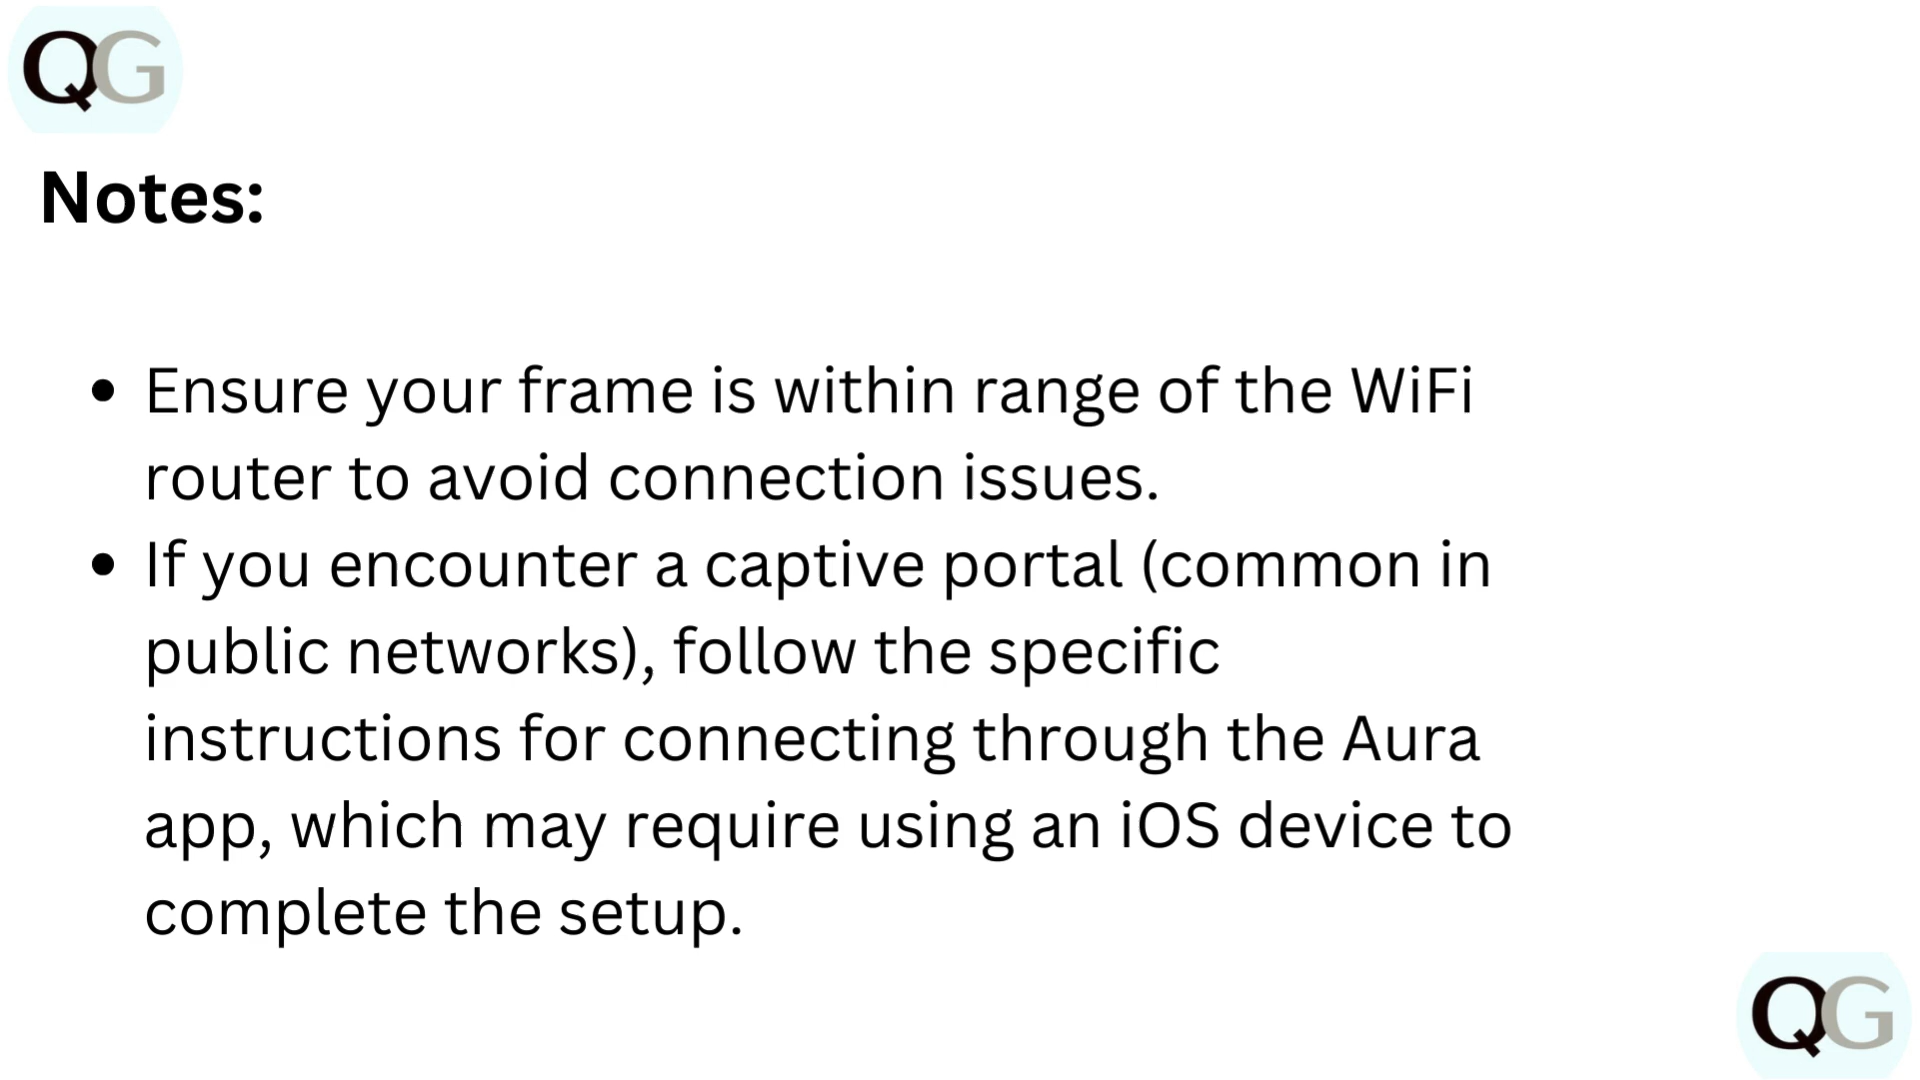 QG
Notes:
• Ensure your frame is within range of the WiFi
router to avoid connection issues.
• If you encounter a captive portal (common in
public networks), follow the specific
instructions for connecting through the Aura
app, which may require using an iOS device to
complete the setup.
QG